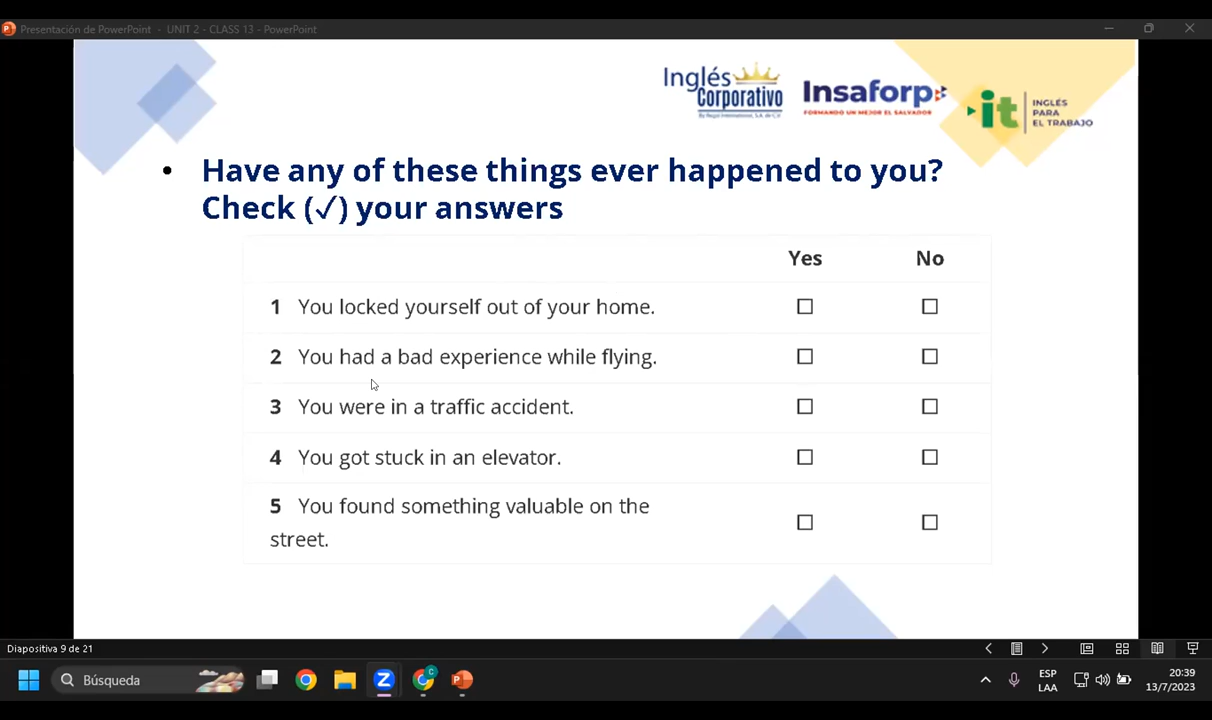 Presentación de PowerPoint - UNIT 2 - CLASS 13 - PowerPoint
Inglés
Corporativo
Insaforp
FORMANDO UN MEJOR EL SALVADOR
it
INGLÉS
PARA
EL TRABAJO
• Have any of these things ever happened to you?
Check (✓) your answers
Yes No
1 You locked yourself out of your home.
2 You had a bad experience while flying.
3 You were in a traffic accident.
4 You got stuck in an elevator.
5 You found something valuable on the
street.
Diapositiva 9 de 21
Búsqueda
ESP
LAA
20:39
13/7/2023